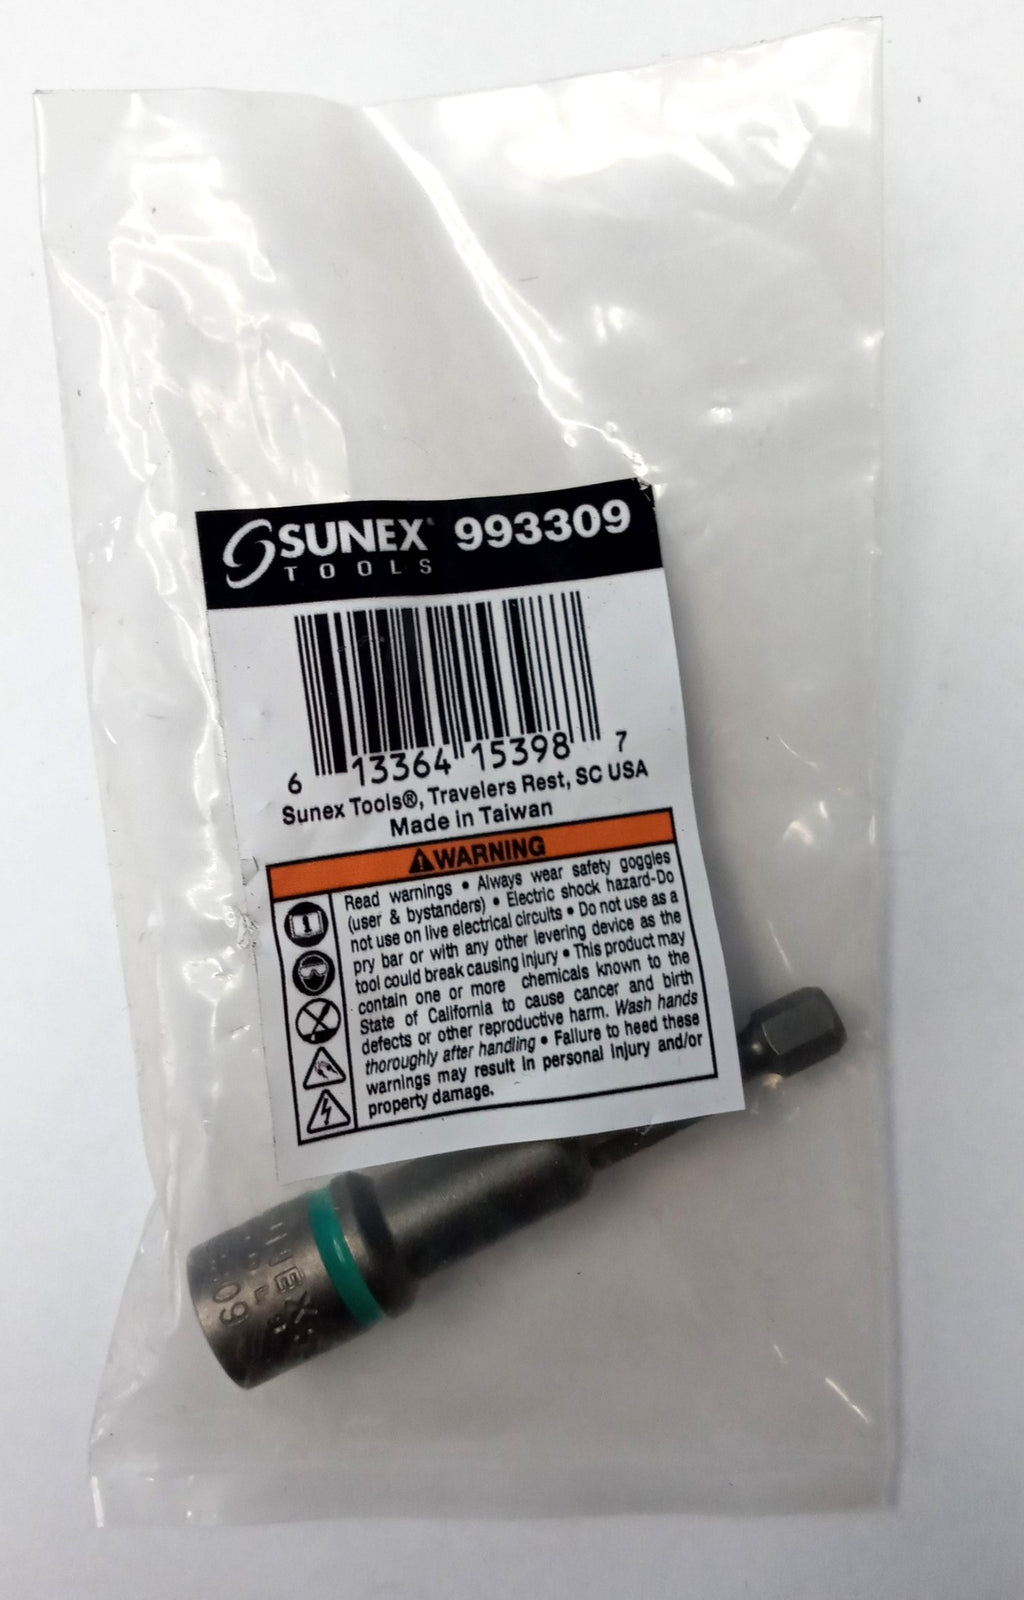 SUNEX® 993309
TOOLS
6 13364 15398 7
Sunex Tools®, Travelers Rest, SC USA
Made in Taiwan
WARNING
Read warnings • Always wear safety goggles
(user & bystanders) • Electric shock hazard-Do
not use on live electrical circuits • Do not use as a
pry bar or with any other levering device as the
tool could break causing injury • This product may
contain one or more chemicals known to the
State of California to cause cancer and birth
defects or other reproductive harm. Wash hands
thoroughly after handling • Failure to heed these
warnings may result in personal injury and/or
property damage.